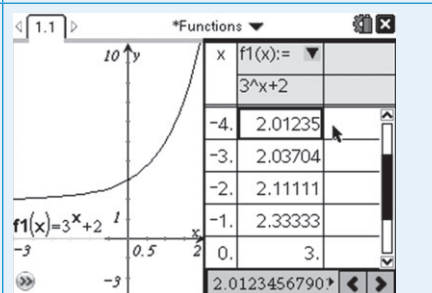 1.1 *Functions
10 y
f1(x)=3^x+2
1
x
-3 0.5 2
-3
x f1(x):=
3^x+2
-4. 2.01235
-3. 2.03704
-2. 2.11111
-1. 2.33333
0. 3.
2.0123456790